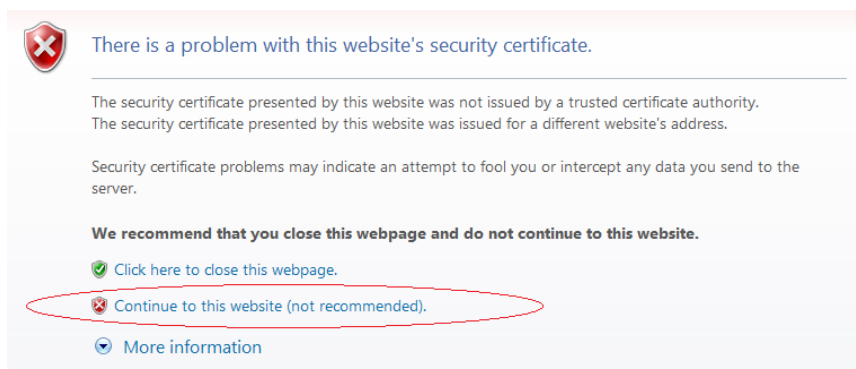 There is a problem with this website's security certificate.
The security certificate presented by this website was not issued by a trusted certificate authority.
The security certificate presented by this website was issued for a different website's address.
Security certificate problems may indicate an attempt to fool you or intercept any data you send to the
server.
We recommend that you close this webpage and do not continue to this website.
Click here to close this webpage.
Continue to this website (not recommended).
More information